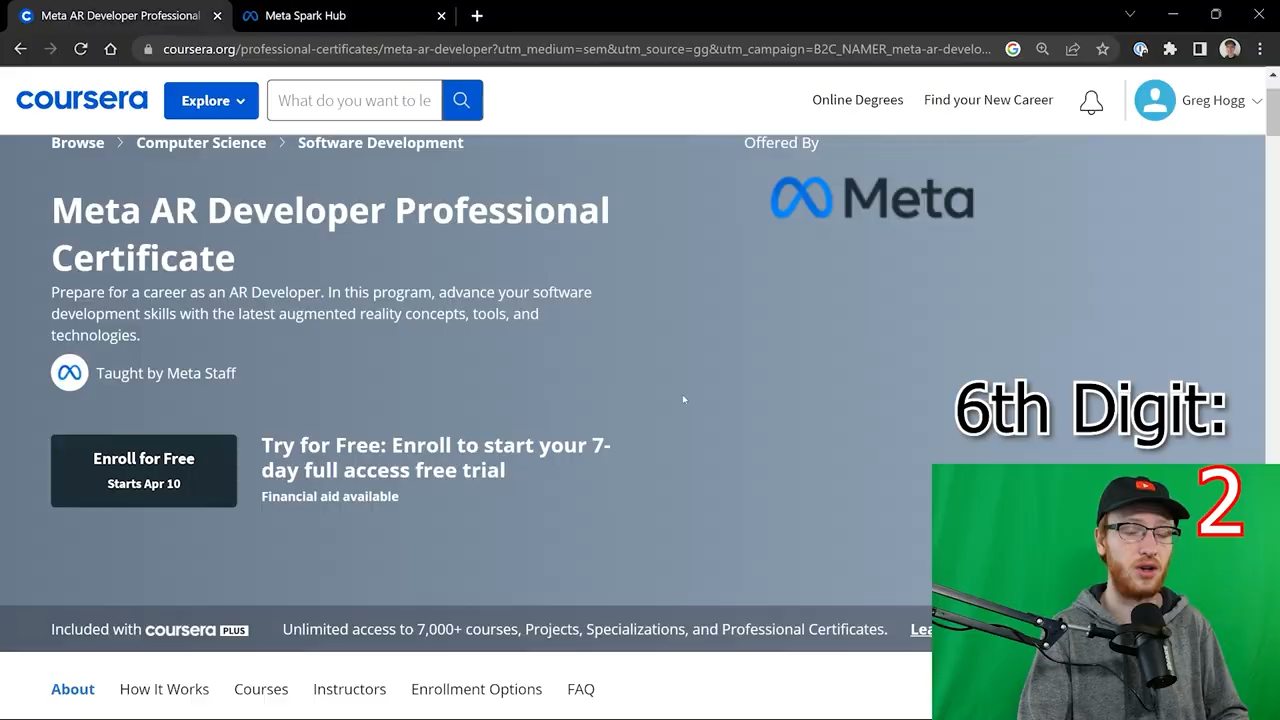 Meta AR Developer Professional
Meta Spark Hub
coursera.org/professional-certificates/meta-ar-developer?utm_medium=sem&utm_source=gg&utm_campaign=B2C_NAMER_meta-ar-develo...
coursera
Explore
What do you want to le
Online Degrees
Find your New Career
Greg Hogg
Browse
Computer Science
Software Development
Offered By
Meta
Meta AR Developer Professional
Certificate
Prepare for a career as an AR Developer. In this program, advance your software
development skills with the latest augmented reality concepts, tools, and
technologies.
Taught by Meta Staff
6th Digit:
2
Enroll for Free
Starts Apr 10
Try for Free: Enroll to start your 7-
day full access free trial
Financial aid available
Included with coursera PLUS
Unlimited access to 7,000+ courses, Projects, Specializations, and Professional Certificates.
Lea
About
How It Works
Courses
Instructors
Enrollment Options
FAQ